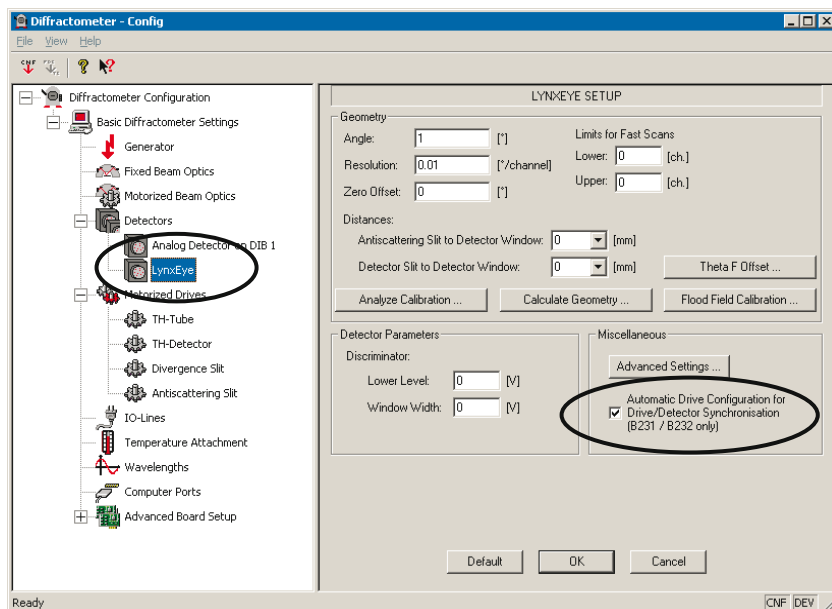 Diffractometer - Config
File View Help
CNF
Diffractometer Configuration
Basic Diffractometer Settings
Generator
Fixed Beam Optics
Motorized Beam Optics
Detectors
Analog Detector on DIB 1
LynxEye
Motorized Drives
TH-Tube
TH-Detector
Divergence Slit
Antiscattering Slit
IO-Lines
Temperature Attachment
Wavelengths
Computer Ports
Advanced Board Setup
LYNXEYE SETUP
Geometry
Angle: 1 [°]
Resolution: 0.01 [°/channel]
Zero Offset: 0 [°]
Limits for Fast Scans
Lower: 0 [ch.]
Upper: 0 [ch.]
Distances:
Antiscattering Slit to Detector Window: 0 [mm]
Detector Slit to Detector Window: 0 [mm]
Theta F Offset ...
Analyze Calibration ... Calculate Geometry ... Flood Field Calibration ...
Detector Parameters
Discriminator:
Lower Level: 0 [V]
Window Width: 0 [V]
Miscellaneous
Advanced Settings ...
Automatic Drive Configuration for
Drive/Detector Synchronisation
(B231 / B232 only)
Default OK Cancel
Ready CNF DEV